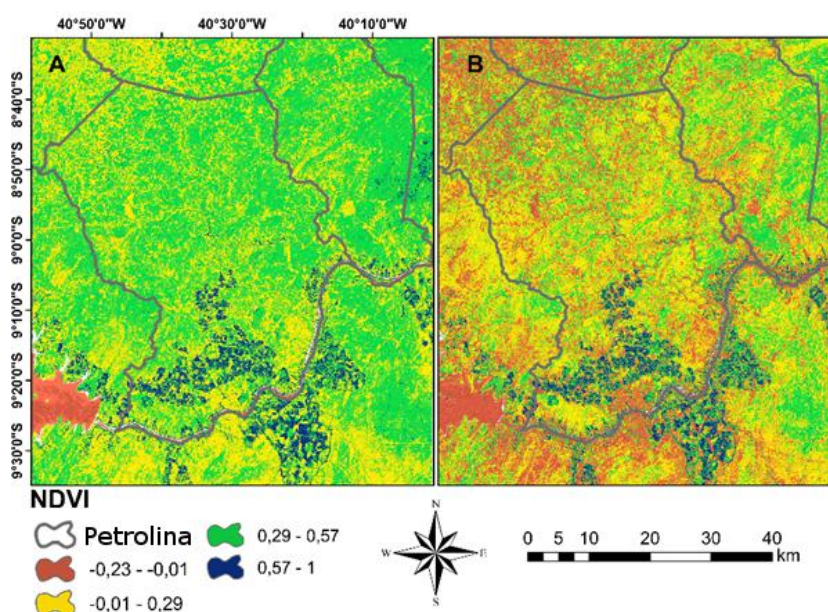 40°50'0"W 40°30'0"W 40°10'0"W
A B
8°40'0"S
8°50'0"S
9°0'0"S
9°10'0"S
9°20'0"S
9°30'0"S
NDVI
Petrolina
-0,23 - -0,01
-0,01 - 0,29
0,29 - 0,57
0,57 - 1
N
W E
S
0 5 10 20 30 40
km